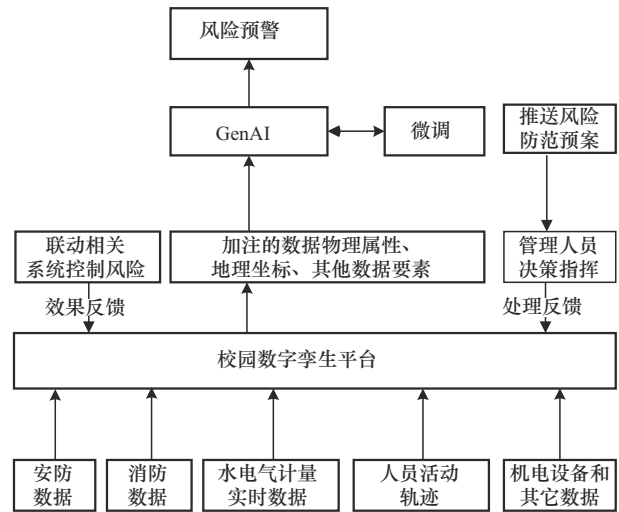 风险预警
GenAI
微调
推送风险
防范预案
联动相关
系统控制风险
加注的数据物理属性、
地理坐标、其他数据要素
管理人员
决策指挥
效果反馈
处理反馈
校园数字孪生平台
安防
数据
消防
数据
水电气计量
实时数据
人员活动
轨迹
机电设备和
其它数据